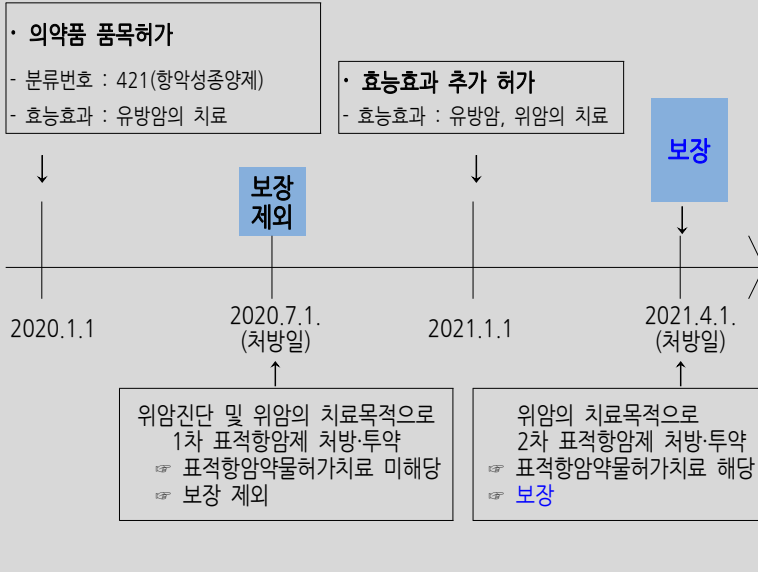 · 의약품 품목허가
- 분류번호 : 421(항악성종양제)
- 효능효과 : 유방암의 치료
· 효능효과 추가 허가
- 효능효과 : 유방암, 위암의 치료
보장
제외
보장
2020.1.1
2020.7.1.
(처방일)
2021.1.1
2021.4.1.
(처방일)
위암진단 및 위암의 치료목적으로
1차 표적항암제 처방·투약
☞ 표적항암약물허가치료 미해당
☞ 보장 제외
위암의 치료목적으로
2차 표적항암제 처방·투약
☞ 표적항암약물허가치료 해당
☞ 보장